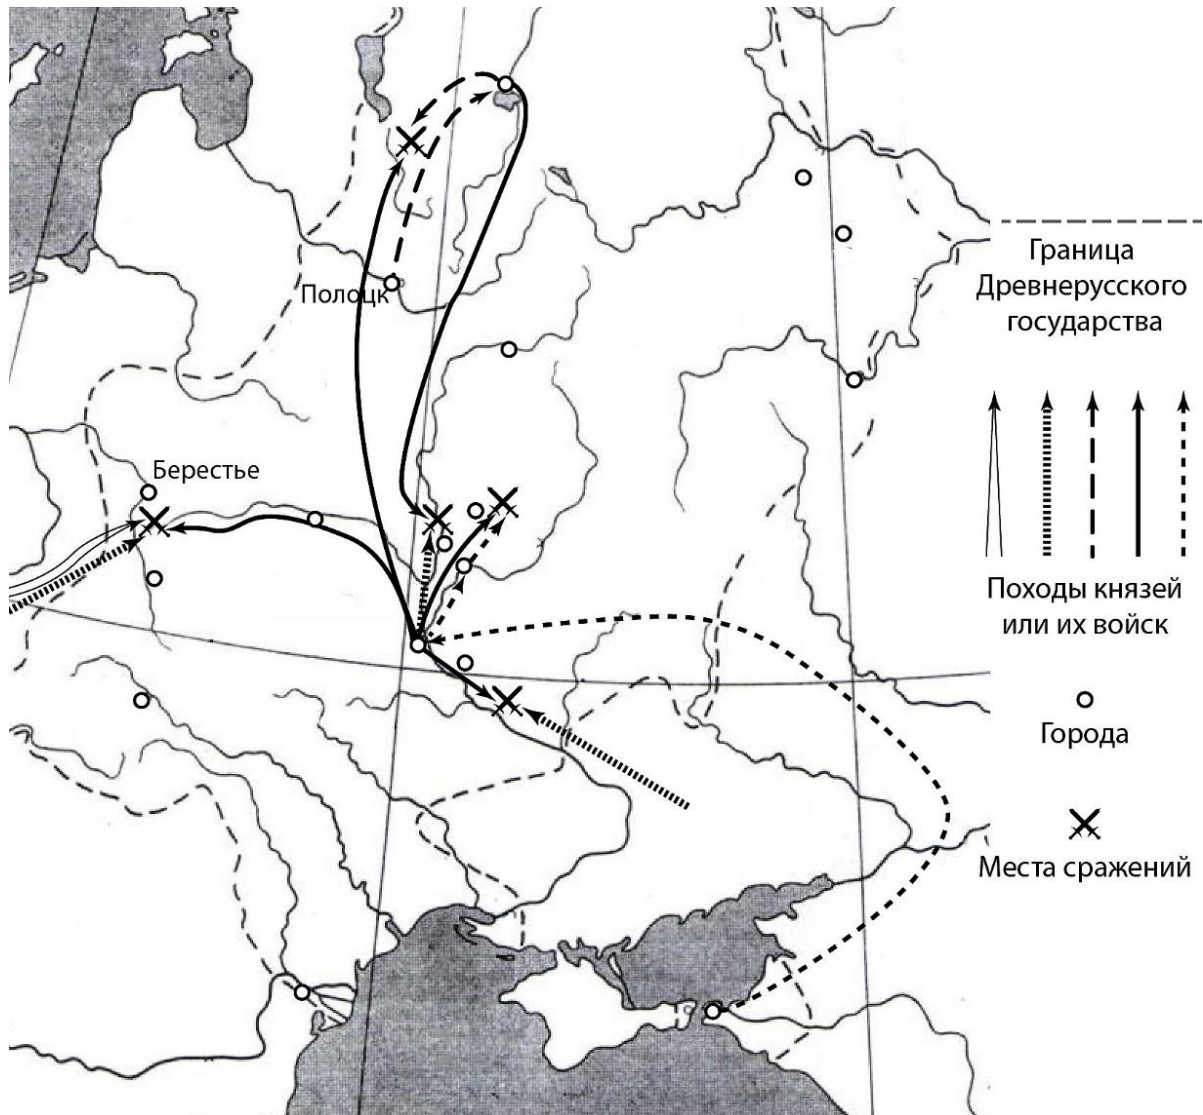 Полоцк
Берестье
Граница
Древнерусского
государства
Походы князей
или их войск
Города
Места сражений